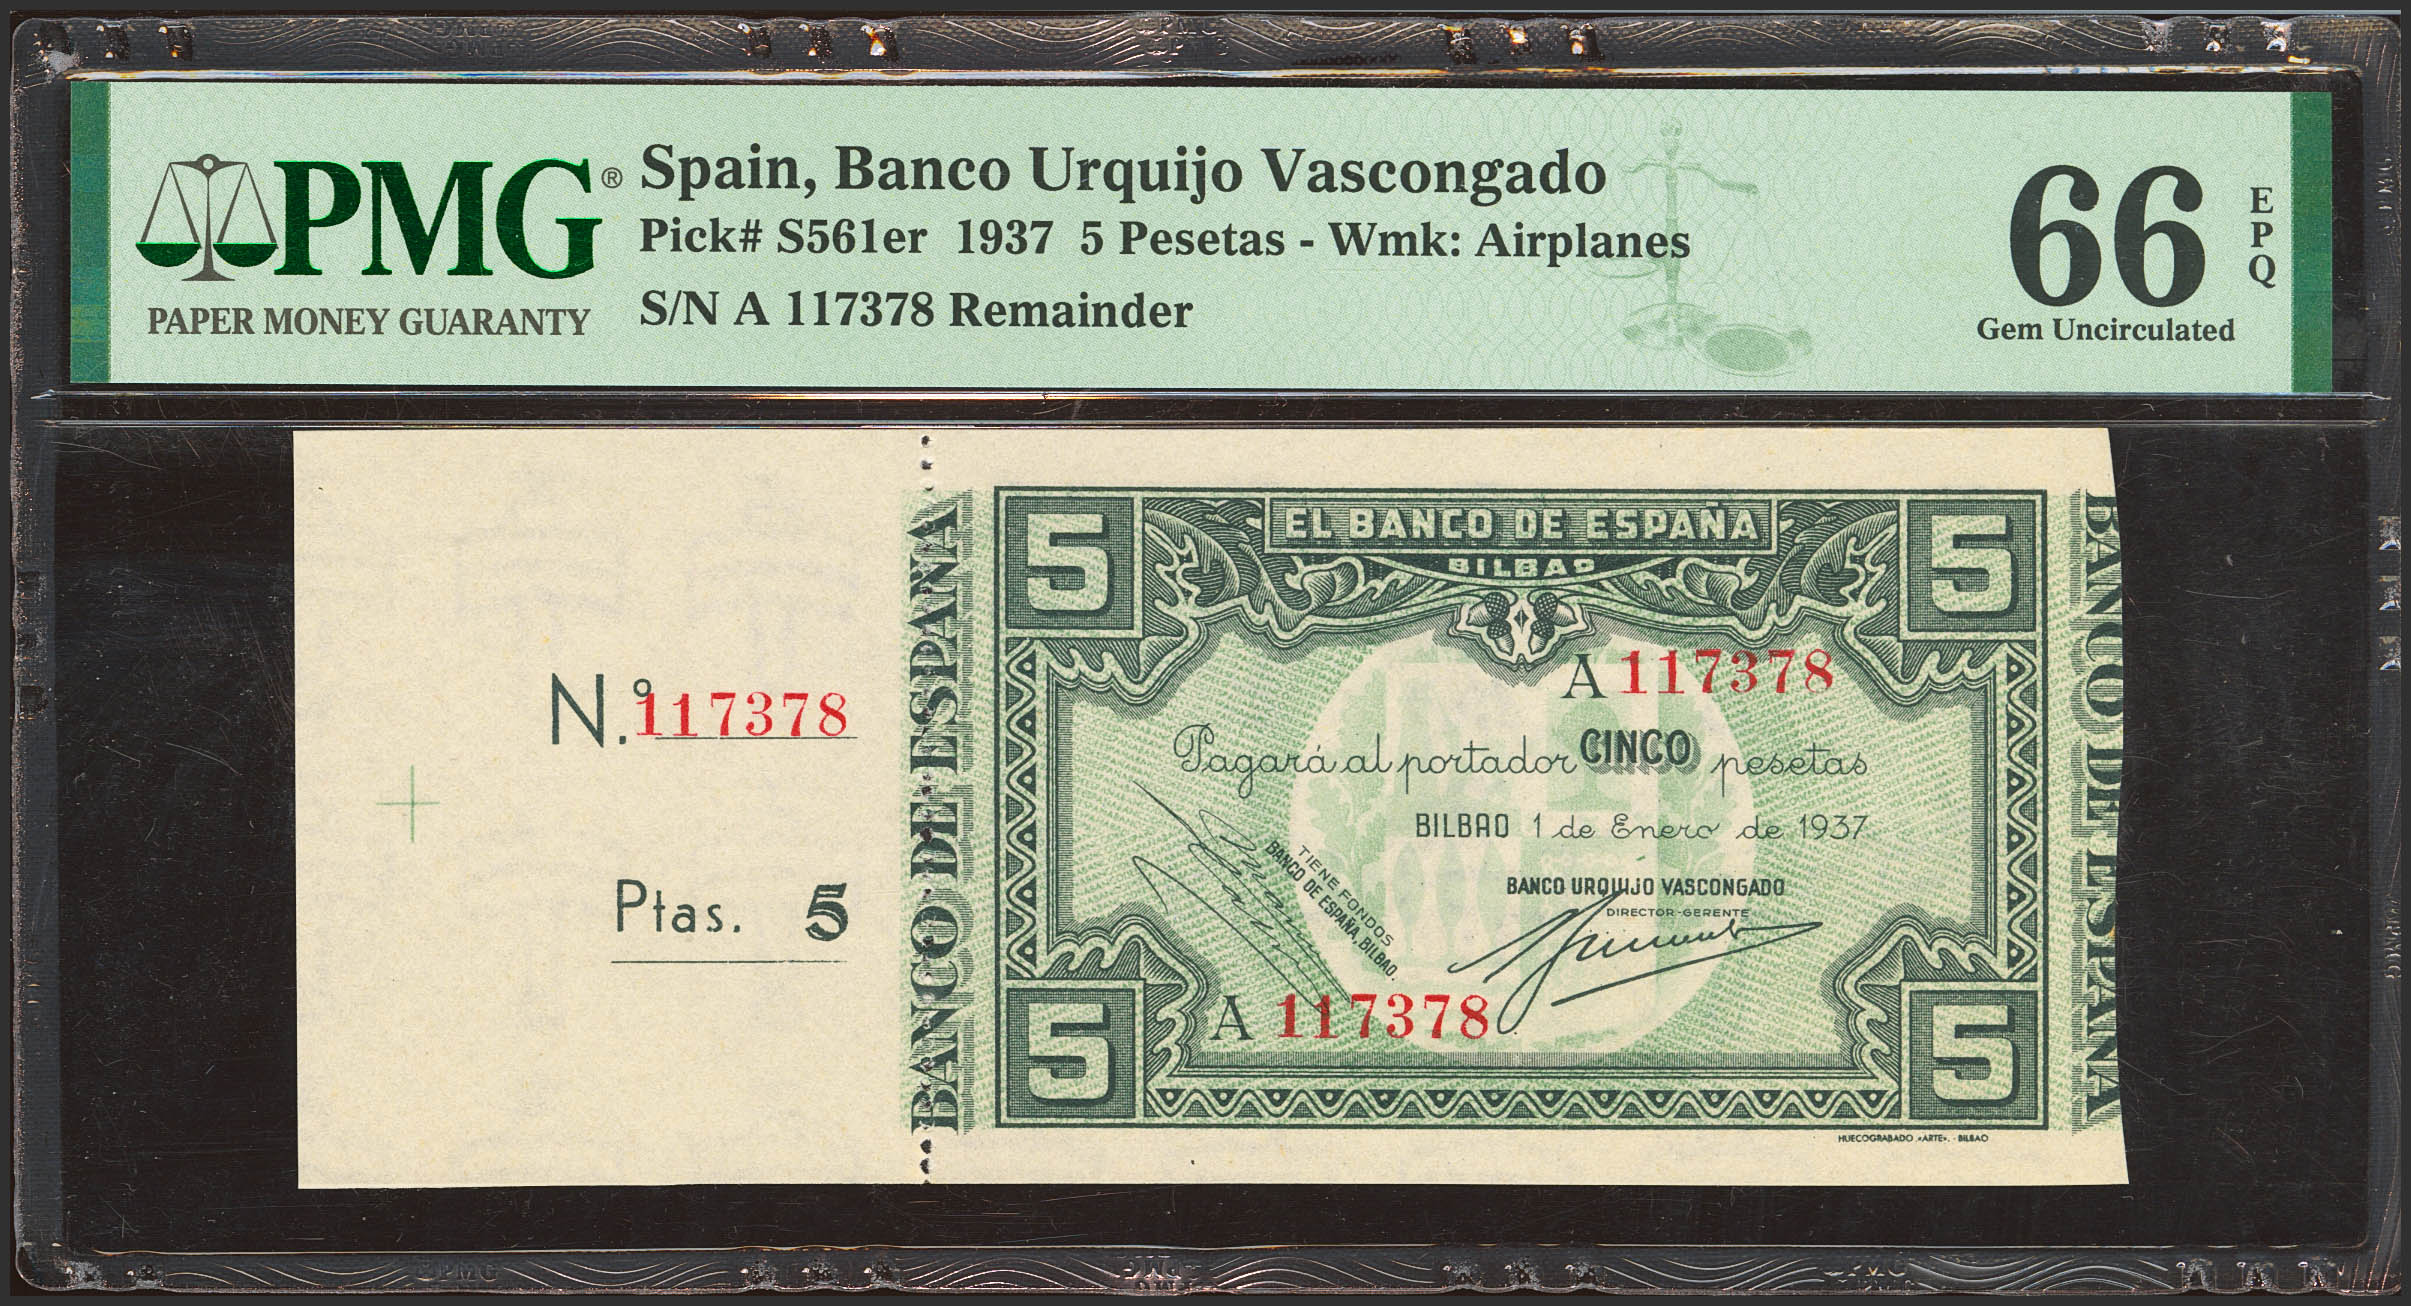 PMG®
PAPER MONEY GUARANTY
Spain, Banco Urquijo Vascongado
Pick# S561er 1937 5 Pesetas - Wmk: Airplanes
S/N A 117378 Remainder
66
EPQ
Gem Uncirculated
N.º 117378
Ptas. 5
BANCO DE ESPAÑA
5
EL BANCO DE ESPAÑA
BILBAO
5
A 117378
Pagará al portador CINCO pesetas
BILBAO 1 de Enero de 1937
TIENE FONDOS
BANCO DE ESPAÑA, BILBAO.
BANCO URQUIJO VASCONGADO
DIRECTOR-GERENTE
A 117378
5
5
HUECOGRABADO «ARTE». - BILBAO
BANCO DE ESPAÑA